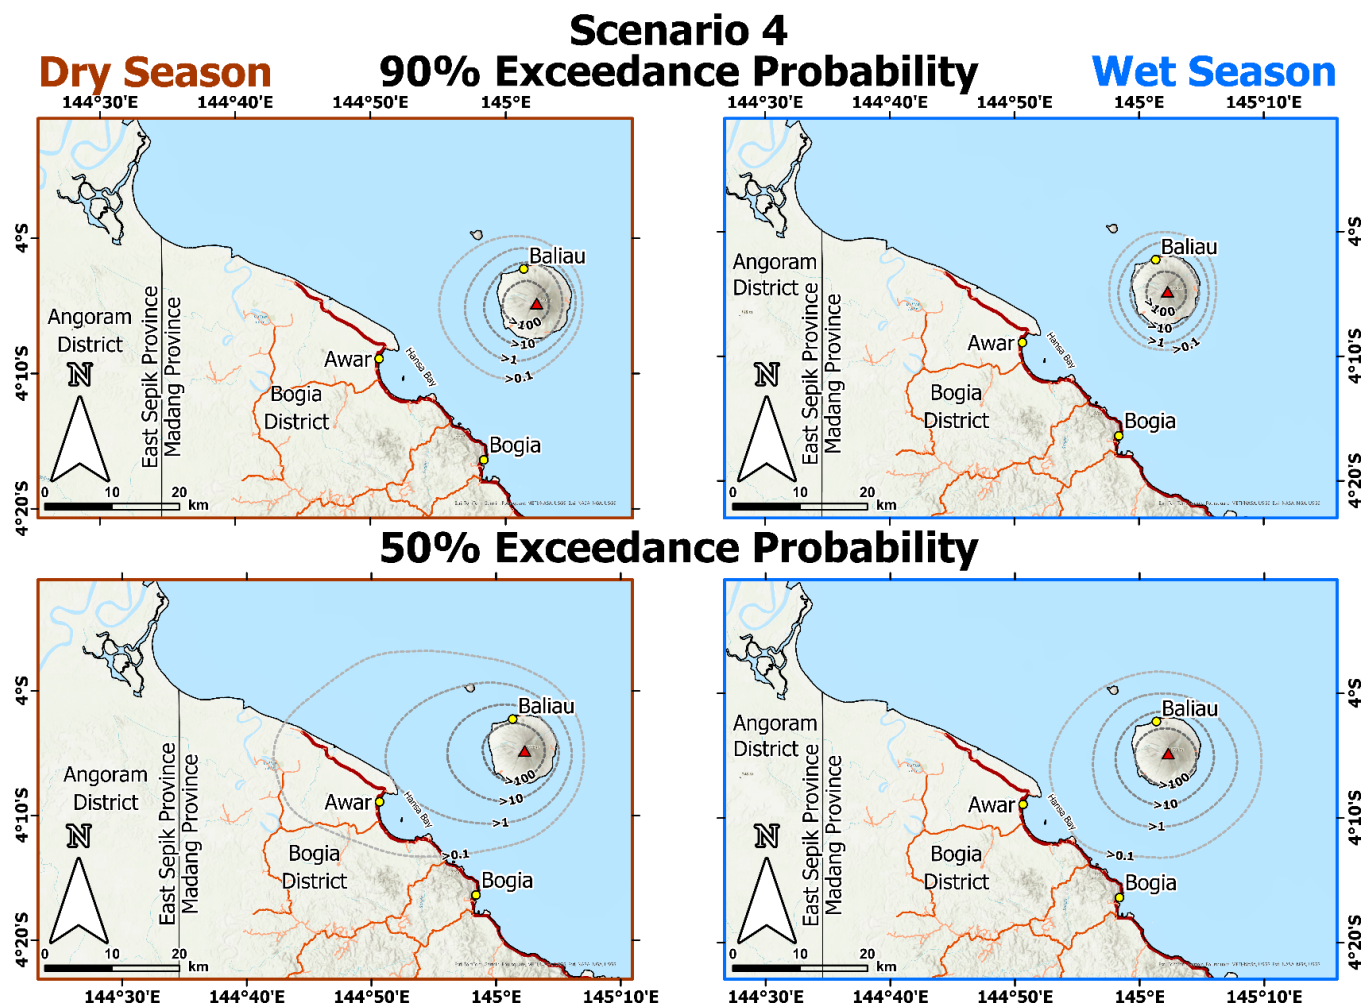 Scenario 4
Dry Season
90% Exceedance Probability
Wet Season
144°30'E 144°40'E 144°50'E 145°E
144°30'E 144°40'E 144°50'E 145°E 145°10'E
4°S
4°10'S
4°20'S
Baliau
Angoram
District
N
East Sepik Province
Madang Province
Awar
Hansa Bay
Bogia
District
Bogia
>100
>10
>1
>0.1
0 10 20
km
4°S
4°10'S
4°20'S
Baliau
Angoram
District
N
East Sepik Province
Madang Province
Awar
Hansa Bay
Bogia
District
Bogia
>100
>10
>1
>0.1
0 10 20
km
50% Exceedance Probability
Baliau
Angoram
District
N
East Sepik Province
Madang Province
Awar
Hansa Bay
Bogia
District
Bogia
>100
>10
>1
>0.1
0 10 20
km
4°S
4°10'S
4°20'S
Baliau
Angoram
District
N
East Sepik Province
Madang Province
Awar
Hansa Bay
Bogia
District
Bogia
>100
>10
>1
>0.1
0 10 20
km
4°S
4°10'S
4°20'S
144°30'E 144°40'E 144°50'E 145°E 145°10'E
144°30'E 144°40'E 144°50'E 145°E 145°10'E